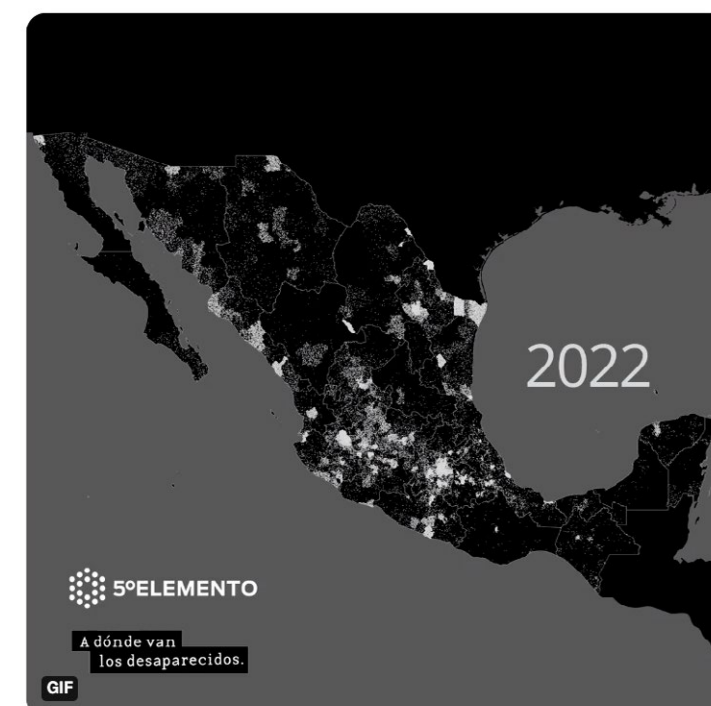 2022
5ºELEMENTO
A dónde van
los desaparecidos.
GIF